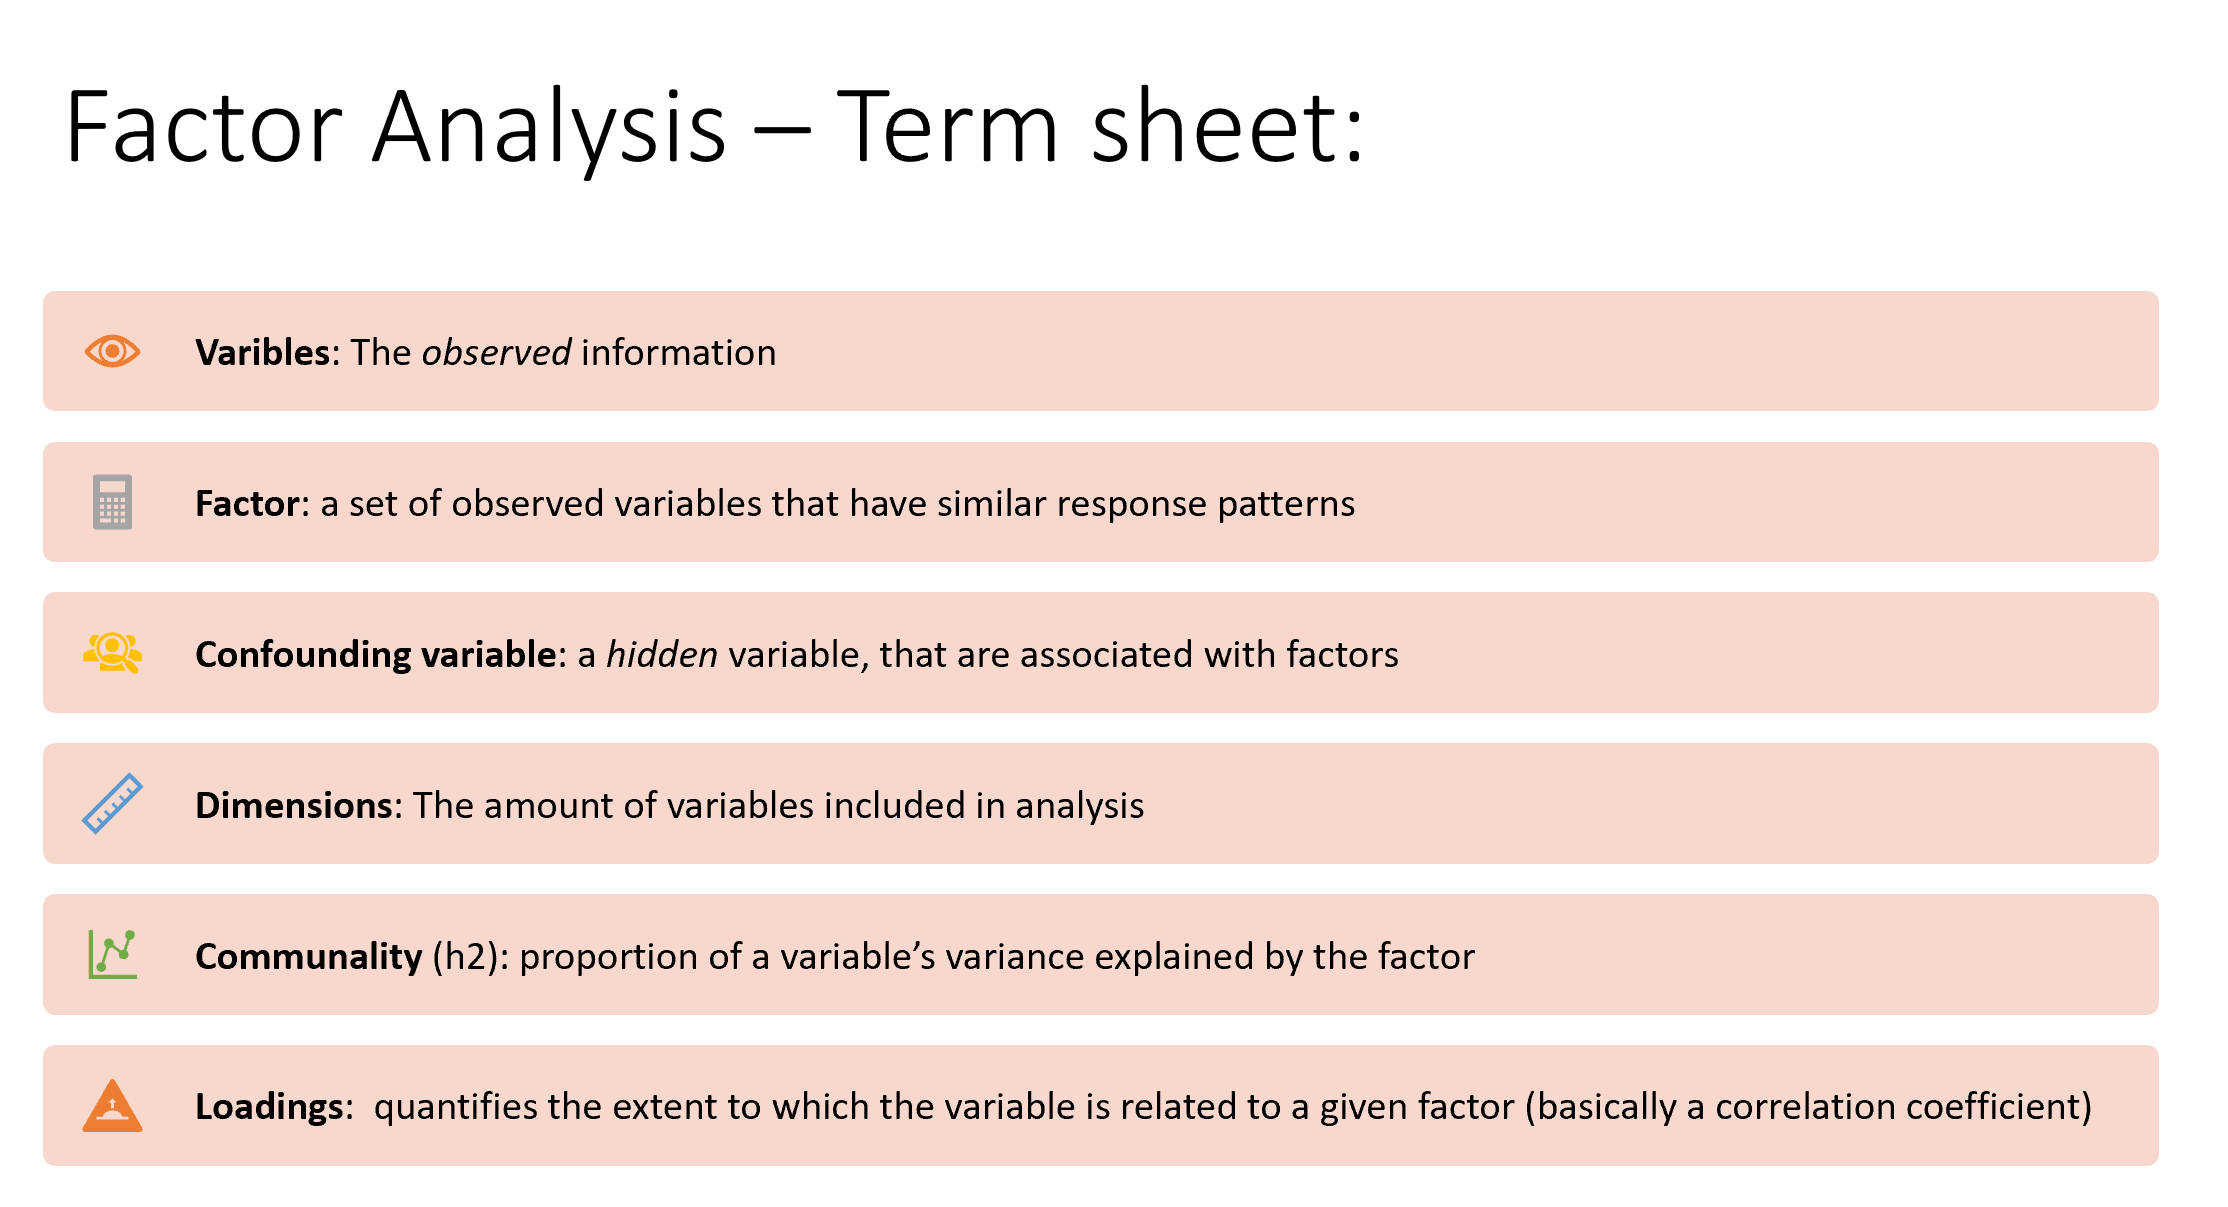 Factor Analysis – Term sheet:
Varibles: The observed information
Factor: a set of observed variables that have similar response patterns
Confounding variable: a hidden variable, that are associated with factors
Dimensions: The amount of variables included in analysis
Communality (h2): proportion of a variable’s variance explained by the factor
Loadings:  quantifies the extent to which the variable is related to a given factor (basically a correlation coefficient)